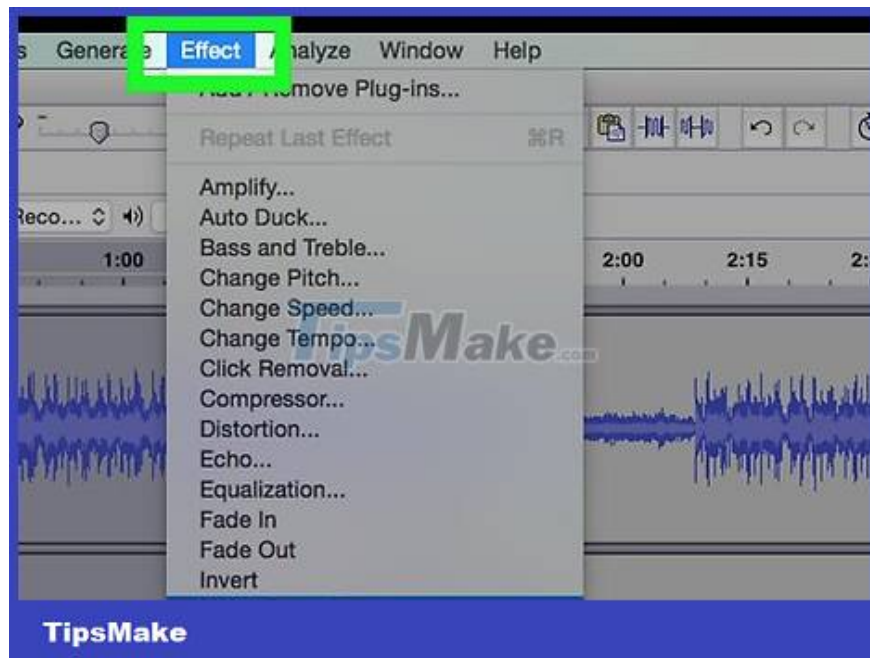 s Generate Effect Analyze Window Help
Add / Remove Plug-ins...
Repeat Last Effect ⌘R
Amplify...
Auto Duck...
Reco...
Bass and Treble...
1:00 2:00 2:15 2:
Change Pitch...
Change Speed...
Change Tempo...
TipsMake.com
Click Removal...
Compressor...
Distortion...
Echo...
Equalization...
Fade In
Fade Out
Invert
TipsMake